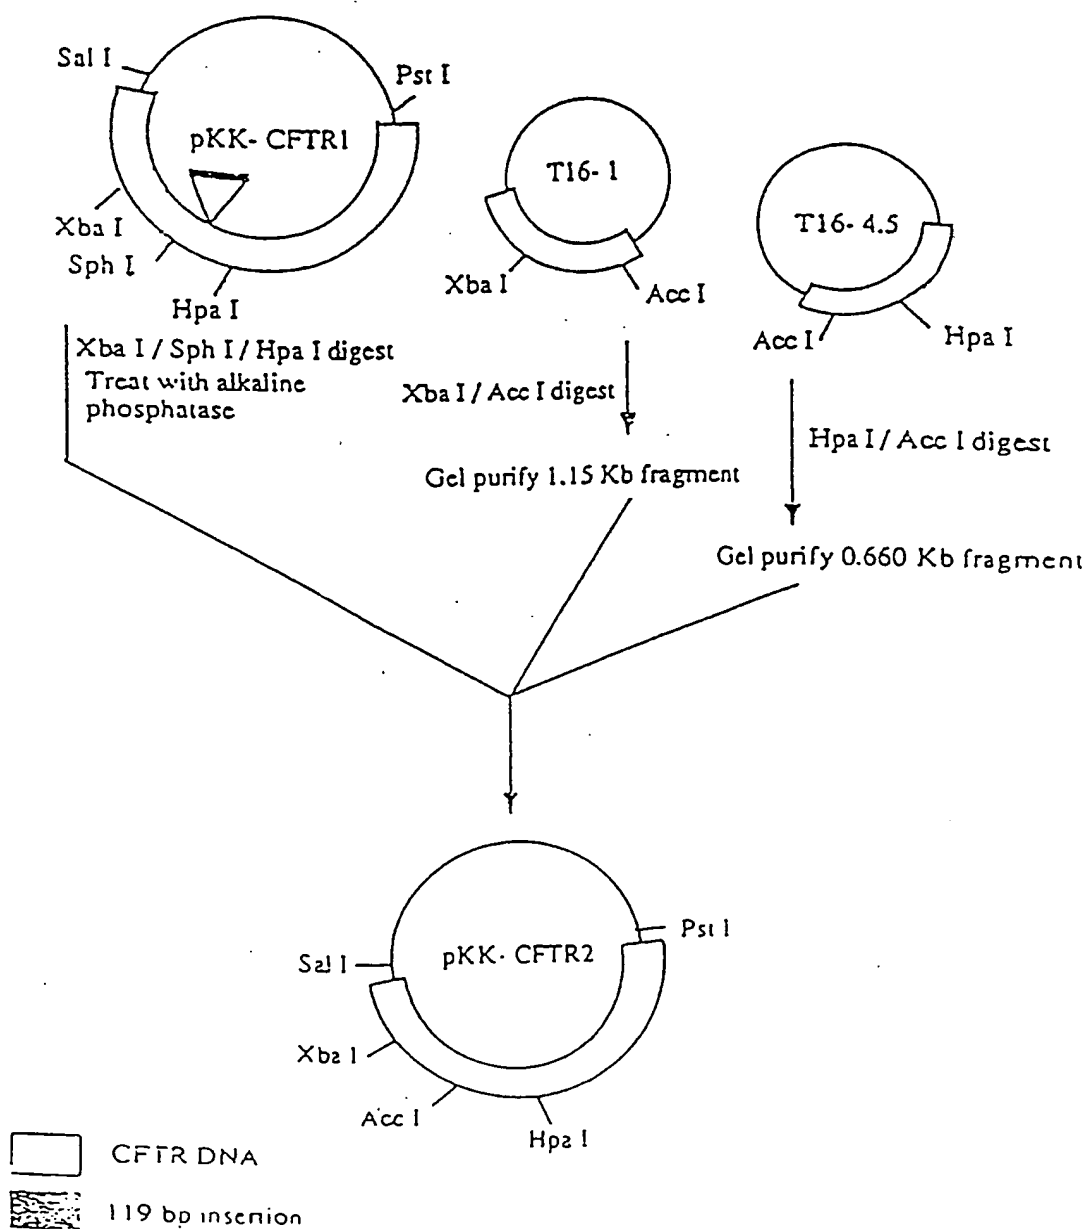 Sal I
Pst I
pKK- CFTR1
Xba I
Sph I
Hpa I
T16- 1
Xba I
Acc I
T16- 4.5
Acc I
Hpa I
Xba I / Sph I / Hpa I digest
Treat with alkaline
phosphatase
Xba I / Acc I digest
Gel purify 1.15 Kb fragment
Hpa I / Acc I digest
Gel purify 0.660 Kb fragment
Sal I
Pst I
pKK- CFTR2
Xba I
Acc I
Hpa I
CFTR DNA
119 bp insertion